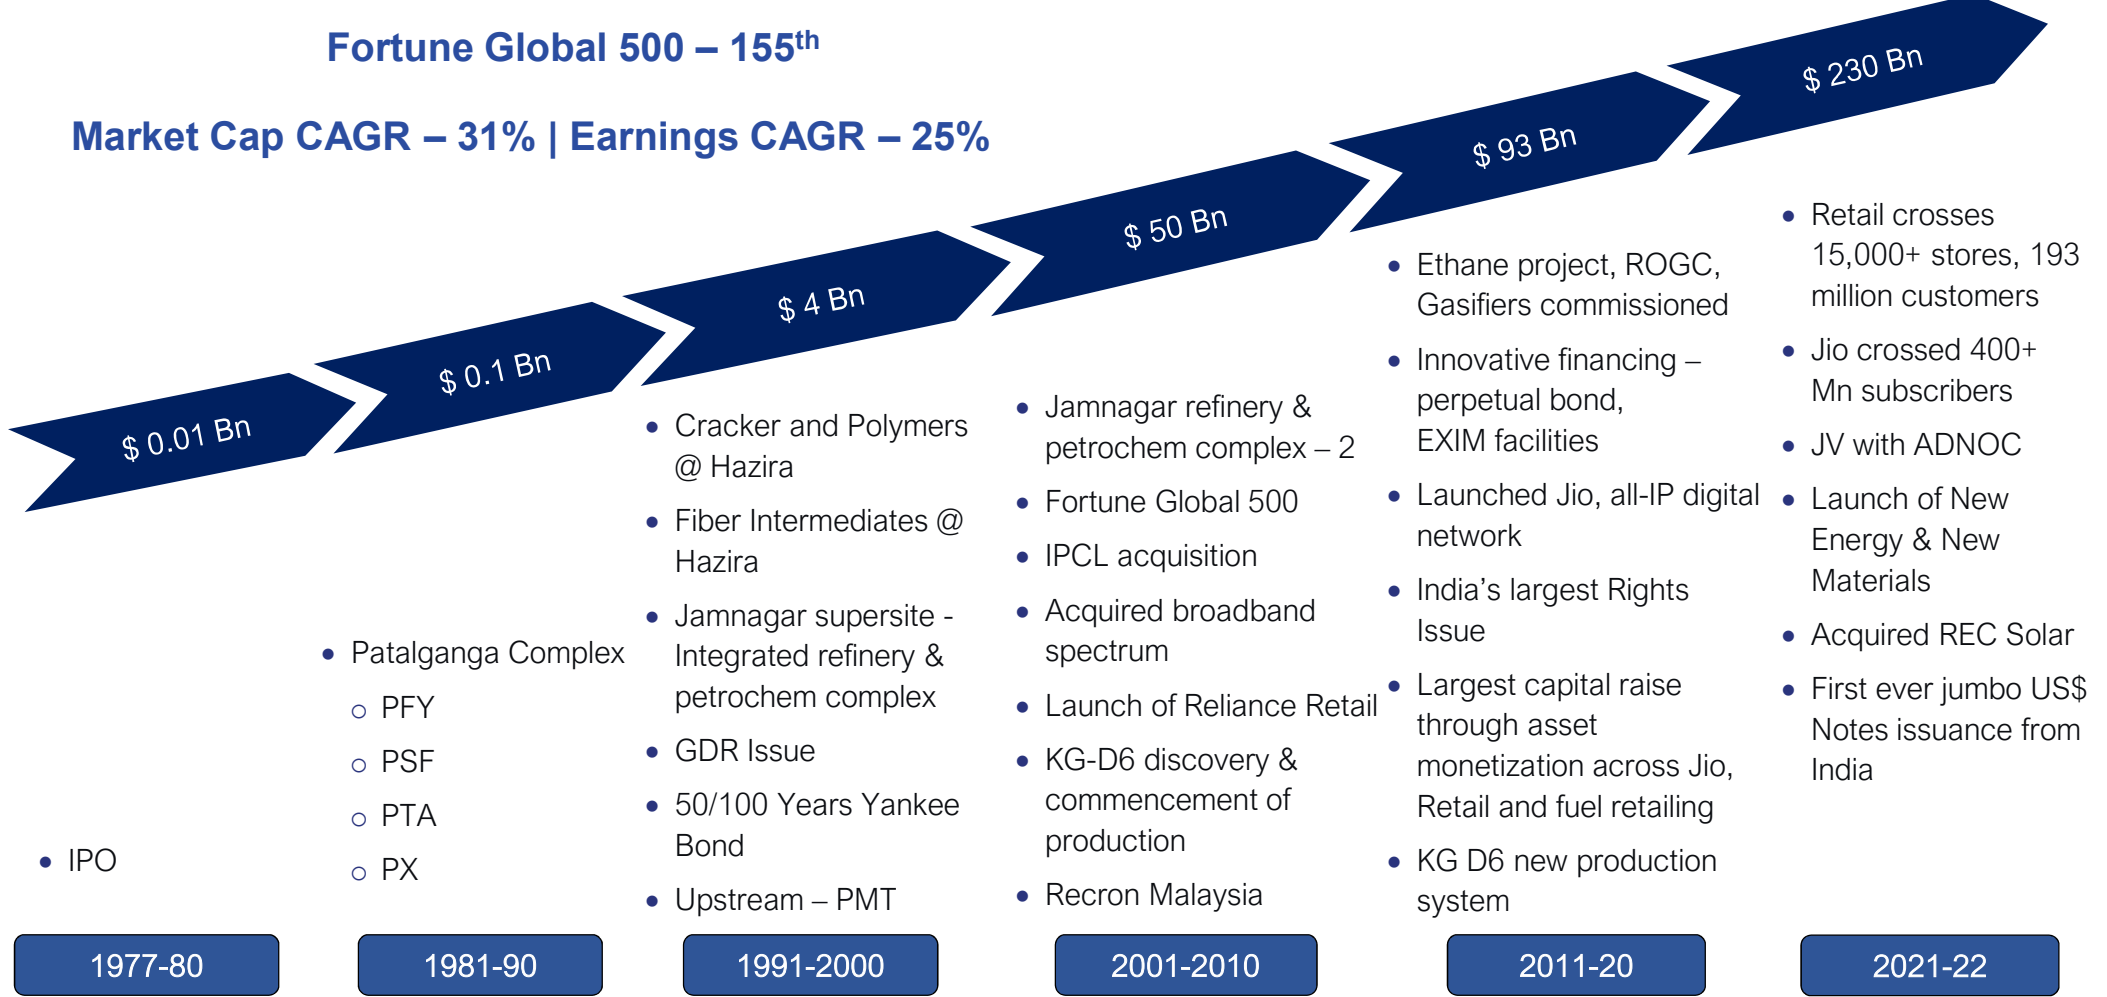 Fortune Global 500 – 155th
Market Cap CAGR – 31% | Earnings CAGR – 25%
$ 0.01 Bn
$ 0.1 Bn
$ 4 Bn
$ 50 Bn
$ 93 Bn
$ 230 Bn
• IPO
1977-80
• Patalganga Complex
o PFY
o PSF
o PTA
o PX
1981-90
• Cracker and Polymers
@ Hazira
• Fiber Intermediates @
Hazira
• Jamnagar supersite -
Integrated refinery &
petrochem complex
• GDR Issue
• 50/100 Years Yankee
Bond
• Upstream – PMT
1991-2000
• Jamnagar refinery &
petrochem complex – 2
• Fortune Global 500
• IPCL acquisition
• Acquired broadband
spectrum
• Launch of Reliance Retail
• KG-D6 discovery &
commencement of
production
• Recron Malaysia
2001-2010
• Ethane project, ROGC,
Gasifiers commissioned
• Innovative financing –
perpetual bond,
EXIM facilities
• Launched Jio, all-IP digital
network
• India’s largest Rights
Issue
• Largest capital raise
through asset
monetization across Jio,
Retail and fuel retailing
• KG D6 new production
system
2011-20
• Retail crosses
15,000+ stores, 193
million customers
• Jio crossed 400+
Mn subscribers
• JV with ADNOC
• Launch of New
Energy & New
Materials
• Acquired REC Solar
• First ever jumbo US$
Notes issuance from
India
2021-22